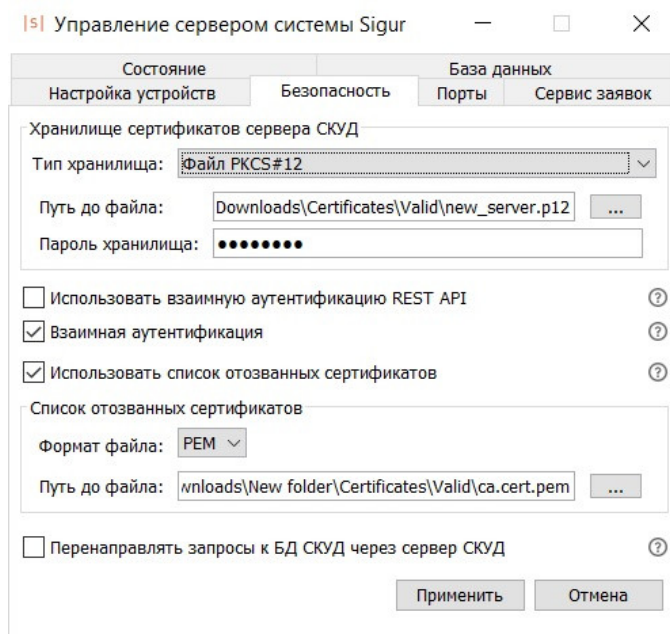 |s| Управление сервером системы Sigur
Состояние База данных
Настройка устройств Безопасность Порты Сервис заявок
Хранилище сертификатов сервера СКУД
Тип хранилища: Файл PKCS#12
Путь до файла: Downloads\Certificates\Valid\new_server.p12 ...
Пароль хранилища: ●●●●●●●●
Использовать взаимную аутентификацию REST API ?
Взаимная аутентификация ?
Использовать список отозванных сертификатов ?
Список отозванных сертификатов
Формат файла: PEM
Путь до файла: wnloads\New folder\Certificates\Valid\ca.cert.pem ...
Перенаправлять запросы к БД СКУД через сервер СКУД ?
Применить Отмена